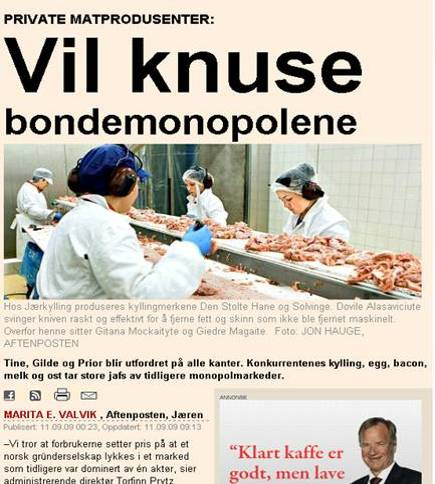 PRIVATE MATPRODUSENTER:
Vil knuse
bondemonopolene
Hos Jærkylling produseres kyllingmerkene Den Stolte Hane og Solvinge. Dovile Alasaviciute
svinger kniven raskt og effektivt for å fjerne fett og skinn som ikke ble fjernet maskinelt.
Overfor henne sitter Gitana Mockaityte og Giedre Magaite. Foto: JON HAUGE,
AFTENPOSTEN
Tine, Gilde og Prior blir utfordret på alle kanter. Konkurrentenes kylling, egg, bacon,
melk og ost tar store jafs av tidligere monopolmarkeder.
MARITA E. VALVIK , Aftenposten, Jæren
Publisert: 11.09.09 00:23, Oppdatert: 11.09.09 09:13
–Vi tror at forbrukerne setter pris på at et
norsk gründerselskap lykkes i et marked
som tidligere var dominert av én aktør, sier
administrerende direktør Torfinn Prytz
ANNONSE
“Klart kaffe er
godt, men lave